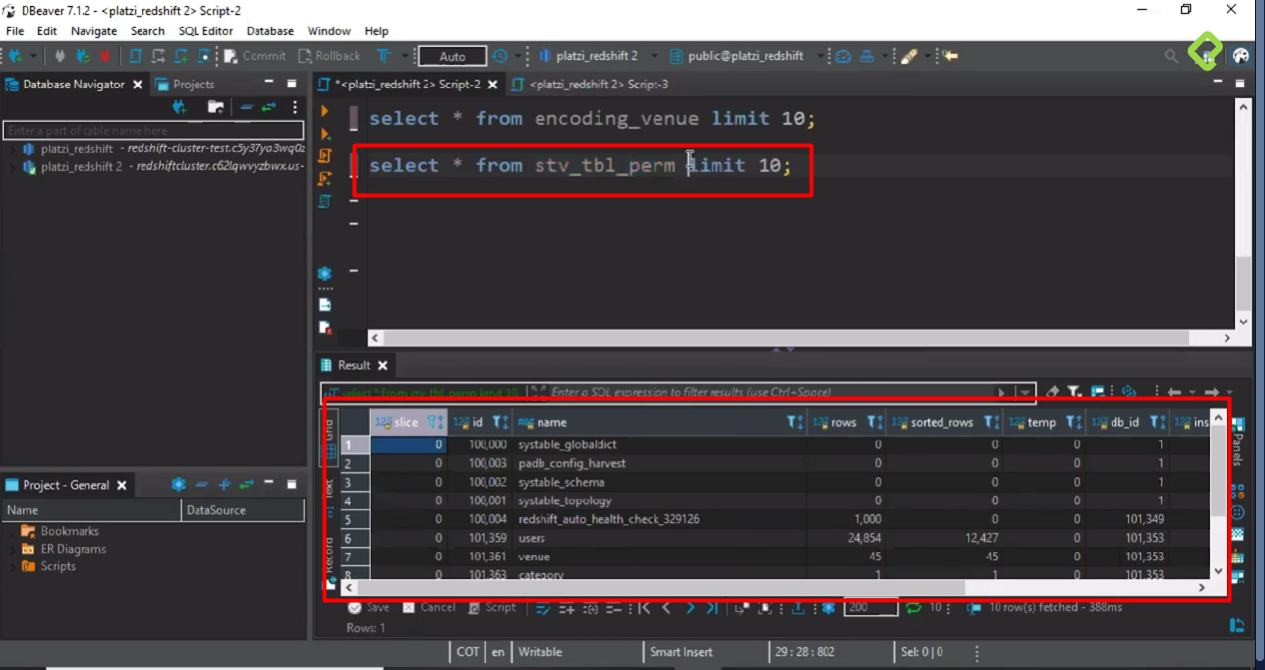 DBeaver 7.1.2 - <platzi_redshift 2> Script-2
File Edit Navigate Search SQL Editor Database Window Help
Commit Rollback Auto platzi_redshift 2 public@platzi_redshift
Database Navigator Projects
*<platzi_redshift 2> Script-2 <platzi_redshift 2> Script-3
Enter a part of table name here
platzi_redshift - redshift-cluster-test.c5y37ya3wq0z
platzi_redshift 2 - redshiftcluster.c62lqwvyzbwx.us-
select * from encoding_venue limit 10;
select * from stv_tbl_perm limit 10;
Result
select * from stv_tbl_perm limit 10 Enter a SQL expression to filter results (use Ctrl+Space)
Grid
Text
Record
Panels
123 slice 123 id ABC name 123 rows 123 sorted_rows 123 temp 123 db_id 123 ins
1 0 100,000 systable_globaldict 0 0 0 1
2 0 100,003 padb_config_harvest 0 0 0 1
3 0 100,002 systable_schema 0 0 0 1
4 0 100,001 systable_topology 0 0 0 1
5 0 100,004 redshift_auto_health_check_329126 1,000 0 0 101,349
6 0 101,359 users 24,854 12,427 0 101,353
7 0 101,361 venue 45 45 0 101,353
8 0 101,363 category 1 1 0 101,353
Save Cancel Script 200 10 10 row(s) fetched - 388ms
Rows: 1
Project - General
Name DataSource
Bookmarks
ER Diagrams
Scripts
COT en Writable Smart Insert 29 : 28 : 802 Sel: 0 | 0